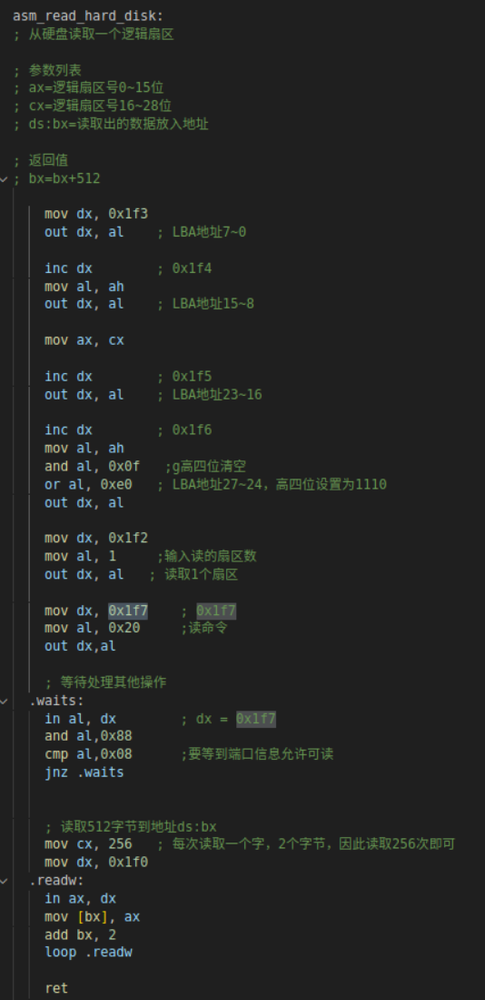 asm_read_hard_disk:
; 从硬盘读取一个逻辑扇区
; 参数列表
; ax=逻辑扇区号0~15位
; cx=逻辑扇区号16~28位
; ds:bx=读取出的数据放入地址
; 返回值
; bx=bx+512
mov dx, 0x1f3
out dx, al    ; LBA地址7~0
inc dx        ; 0x1f4
mov al, ah
out dx, al    ; LBA地址15~8
mov ax, cx
inc dx        ; 0x1f5
out dx, al    ; LBA地址23~16
inc dx        ; 0x1f6
mov al, ah
and al, 0x0f   ;g高四位清空
or al, 0xe0   ; LBA地址27~24，高四位设置为1110
out dx, al
mov dx, 0x1f2
mov al, 1     ;输入读的扇区数
out dx, al   ; 读取1个扇区
mov dx, 0x1f7    ; 0x1f7
mov al, 0x20     ;读命令
out dx,al
; 等待处理其他操作
.waits:
in al, dx        ; dx = 0x1f7
and al,0x88
cmp al,0x08      ;要等到端口信息允许可读
jnz .waits
; 读取512字节到地址ds:bx
mov cx, 256   ; 每次读取一个字，2个字节，因此读取256次即可
mov dx, 0x1f0
.readw:
in ax, dx
mov [bx], ax
add bx, 2
loop .readw
ret